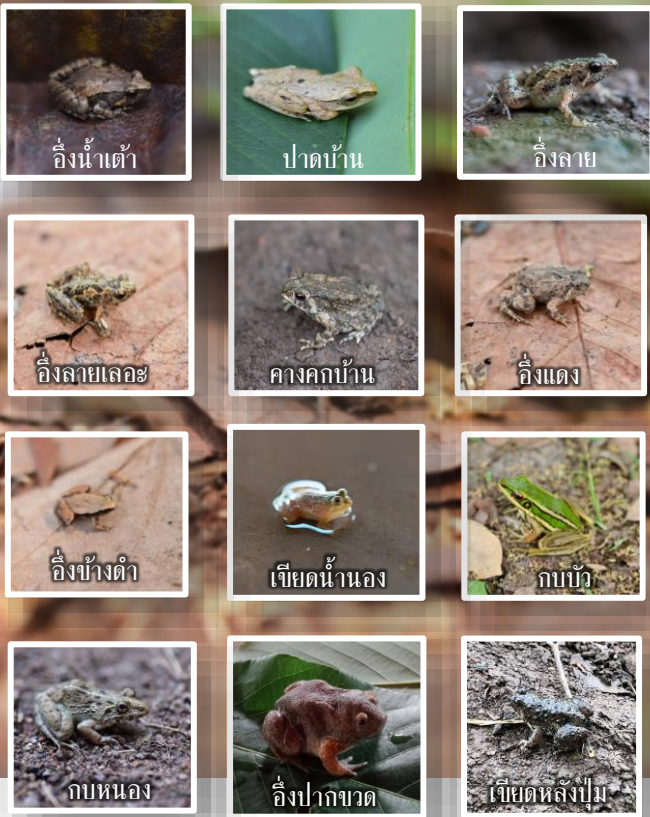 อึ่งน้ำเต้า
ปาดบ้าน
อึ่งลาย
อึ่งลายเลอะ
คางคกบ้าน
อึ่งแดง
อึ่งข้างดำ
เขียดน้ำนอง
กบบัว
กบหนอง
อึ่งปากขวด
เขียดหลังปุ่ม